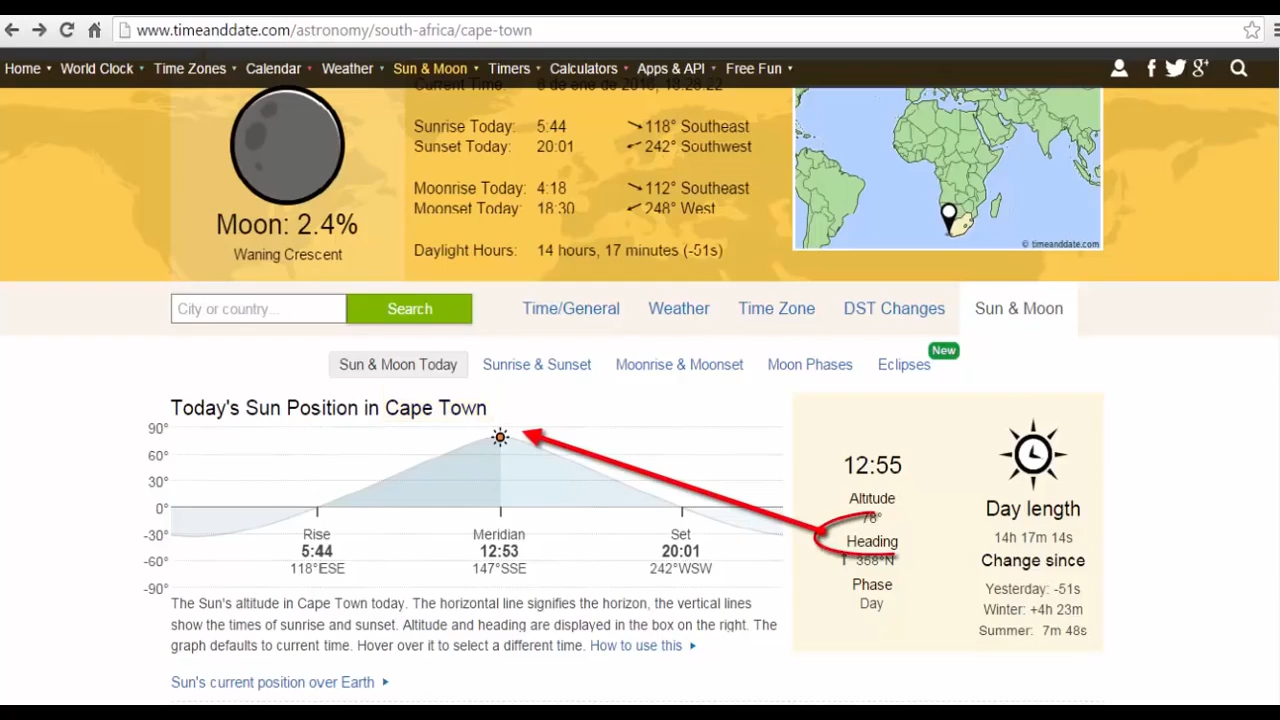 www.timeanddate.com/astronomy/south-africa/cape-town
Home World Clock Time Zones Calendar Weather Sun & Moon Timers Calculators Apps & API Free Fun
Sunrise Today: 5:44 118° Southeast
Sunset Today: 20:01 242° Southwest
Moonrise Today: 4:18 112° Southeast
Moonset Today: 18:30 248° West
Daylight Hours: 14 hours, 17 minutes (-51s)
Moon: 2.4%
Waning Crescent
© timeanddate.com
City or country... Search Time/General Weather Time Zone DST Changes Sun & Moon
New
Sun & Moon Today Sunrise & Sunset Moonrise & Moonset Moon Phases Eclipses
Today's Sun Position in Cape Town
90°
60°
30°
0°
-30°
-60°
-90°
Rise Meridian Set
5:44 12:53 20:01
118°ESE 147°SSE 242°WSW
The Sun's altitude in Cape Town today. The horizontal line signifies the horizon, the vertical lines
show the times of sunrise and sunset. Altitude and heading are displayed in the box on the right. The
graph defaults to current time. Hover over it to select a different time. How to use this
Sun's current position over Earth
12:55
Altitude
78°
Heading
358°N
Phase
Day
Day length
14h 17m 14s
Change since
Yesterday: -51s
Winter: +4h 23m
Summer: 7m 48s